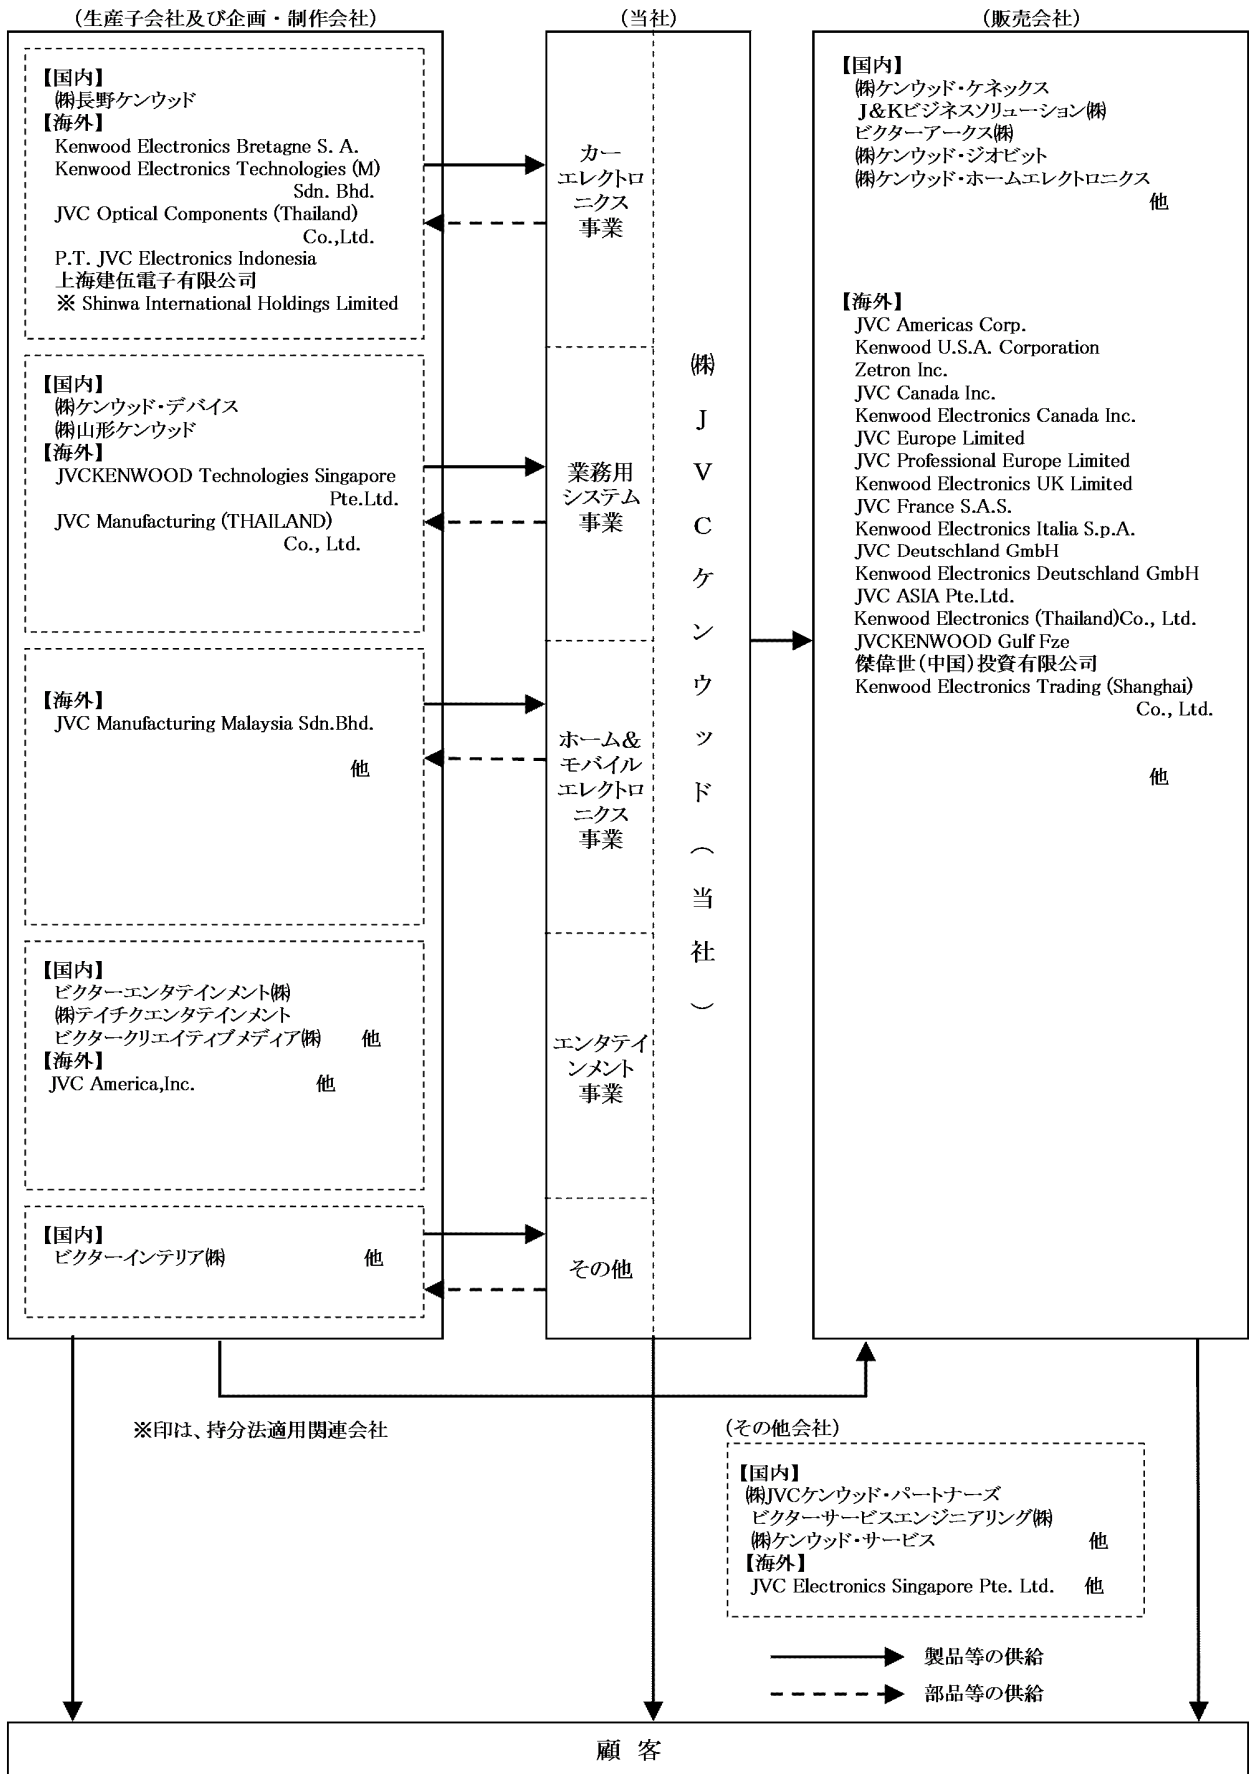 (生産子会社及び企画・制作会社)
【国内】
㈱長野ケンウッド
【海外】
Kenwood Electronics Bretagne S. A.
Kenwood Electronics Technologies (M)
Sdn. Bhd.
JVC Optical Components (Thailand)
Co.,Ltd.
P.T. JVC Electronics Indonesia
上海建伍電子有限公司
※ Shinwa International Holdings Limited
【国内】
㈱ケンウッド・デバイス
㈱山形ケンウッド
【海外】
JVCKENWOOD Technologies Singapore
Pte.Ltd.
JVC Manufacturing (THAILAND)
Co., Ltd.
【海外】
JVC Manufacturing Malaysia Sdn.Bhd.
他
【国内】
ビクターエンタテインメント㈱
㈱テイチクエンタテインメント
ビクタークリエイティブメディア㈱ 他
【海外】
JVC America,Inc. 他
【国内】
ビクターインテリア㈱ 他
(当社)
カー
エレクトロ
ニクス
事業
業務用
システム
事業
ホーム&
モバイル
エレクトロ
ニクス
事業
エンタテイ
ンメント
事業
その他
㈱JVCケンウッド(当社)
(販売会社)
【国内】
㈱ケンウッド・ケネックス
J&Kビジネスソリューション㈱
ビクターアークス㈱
㈱ケンウッド・ジオビット
㈱ケンウッド・ホームエレクトロニクス
他
【海外】
JVC Americas Corp.
Kenwood U.S.A. Corporation
Zetron Inc.
JVC Canada Inc.
Kenwood Electronics Canada Inc.
JVC Europe Limited
JVC Professional Europe Limited
Kenwood Electronics UK Limited
JVC France S.A.S.
Kenwood Electronics Italia S.p.A.
JVC Deutschland GmbH
Kenwood Electronics Deutschland GmbH
JVC ASIA Pte.Ltd.
Kenwood Electronics (Thailand)Co., Ltd.
JVCKENWOOD Gulf Fze
傑偉世(中国)投資有限公司
Kenwood Electronics Trading (Shanghai)
Co., Ltd.
他
※印は、持分法適用関連会社
(その他会社)
【国内】
㈱JVCケンウッド・パートナーズ
ビクターサービスエンジニアリング㈱
㈱ケンウッド・サービス 他
【海外】
JVC Electronics Singapore Pte. Ltd. 他
製品等の供給
部品等の供給
顧 客